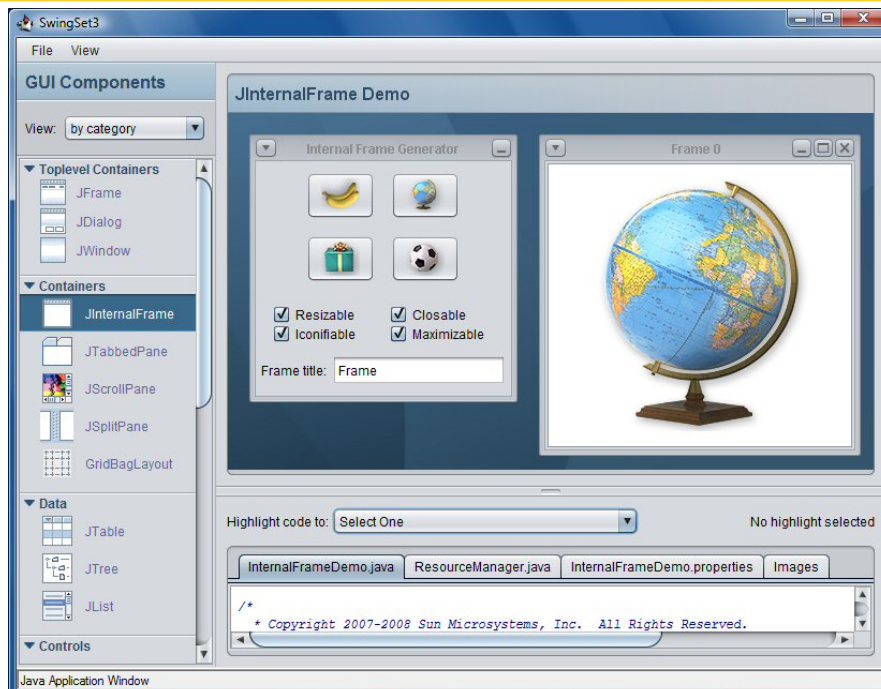 SwingSet3
File View
GUI Components
View: by category
Toplevel Containers
JFrame
JDialog
JWindow
Containers
JInternalFrame
JTabbedPane
JScrollPane
JSplitPane
GridBagLayout
Data
JTable
JTree
JList
Controls
JInternalFrame Demo
Internal Frame Generator
Resizable Closable
Iconifiable Maximizable
Frame title: Frame
Frame 0
Highlight code to: Select One No highlight selected
InternalFrameDemo.java ResourceManager.java InternalFrameDemo.properties Images
/*
* Copyright 2007-2008 Sun Microsystems, Inc. All Rights Reserved.
Java Application Window